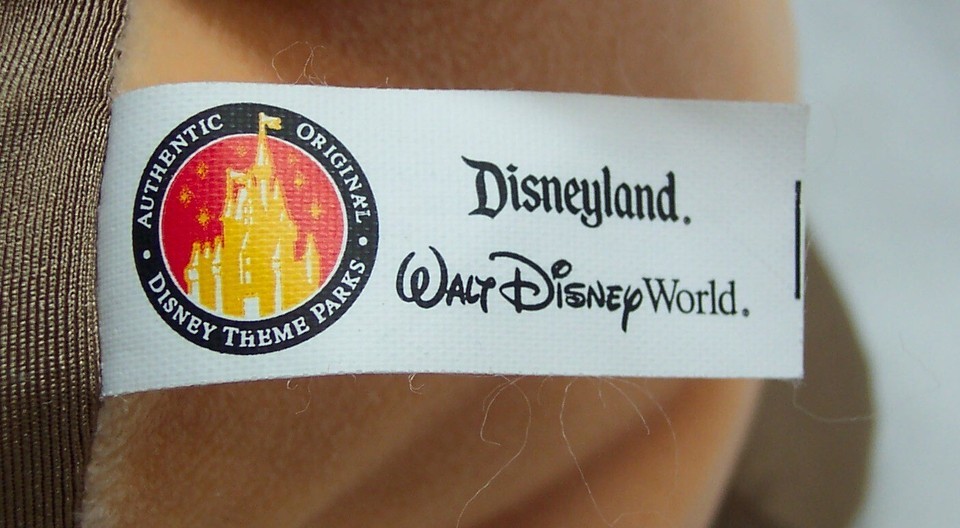 AUTHENTIC ORIGINAL
DISNEY THEME PARKS
Disneyland®
WALT DISNEY World®